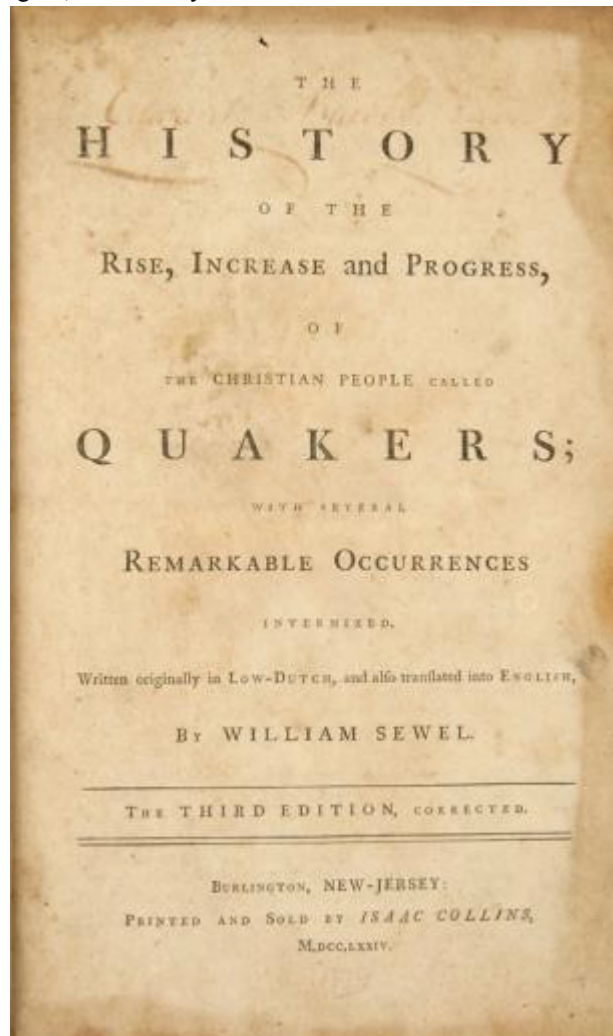 THE
HISTORY
OF THE
RISE, INCREASE and PROGRESS,
OF
THE CHRISTIAN PEOPLE CALLED
QUAKERS;
WITH SEVERAL
REMARKABLE OCCURRENCES
INTERMIXED.
Written originally in LOW-DUTCH, and alſo tranſlated into ENGLISH,
BY WILLIAM SEWEL.
THE THIRD EDITION, CORRECTED.
BURLINGTON, NEW-JERSEY:
PRINTED AND SOLD BY ISAAC COLLINS,
M.DCC.LXXIV.